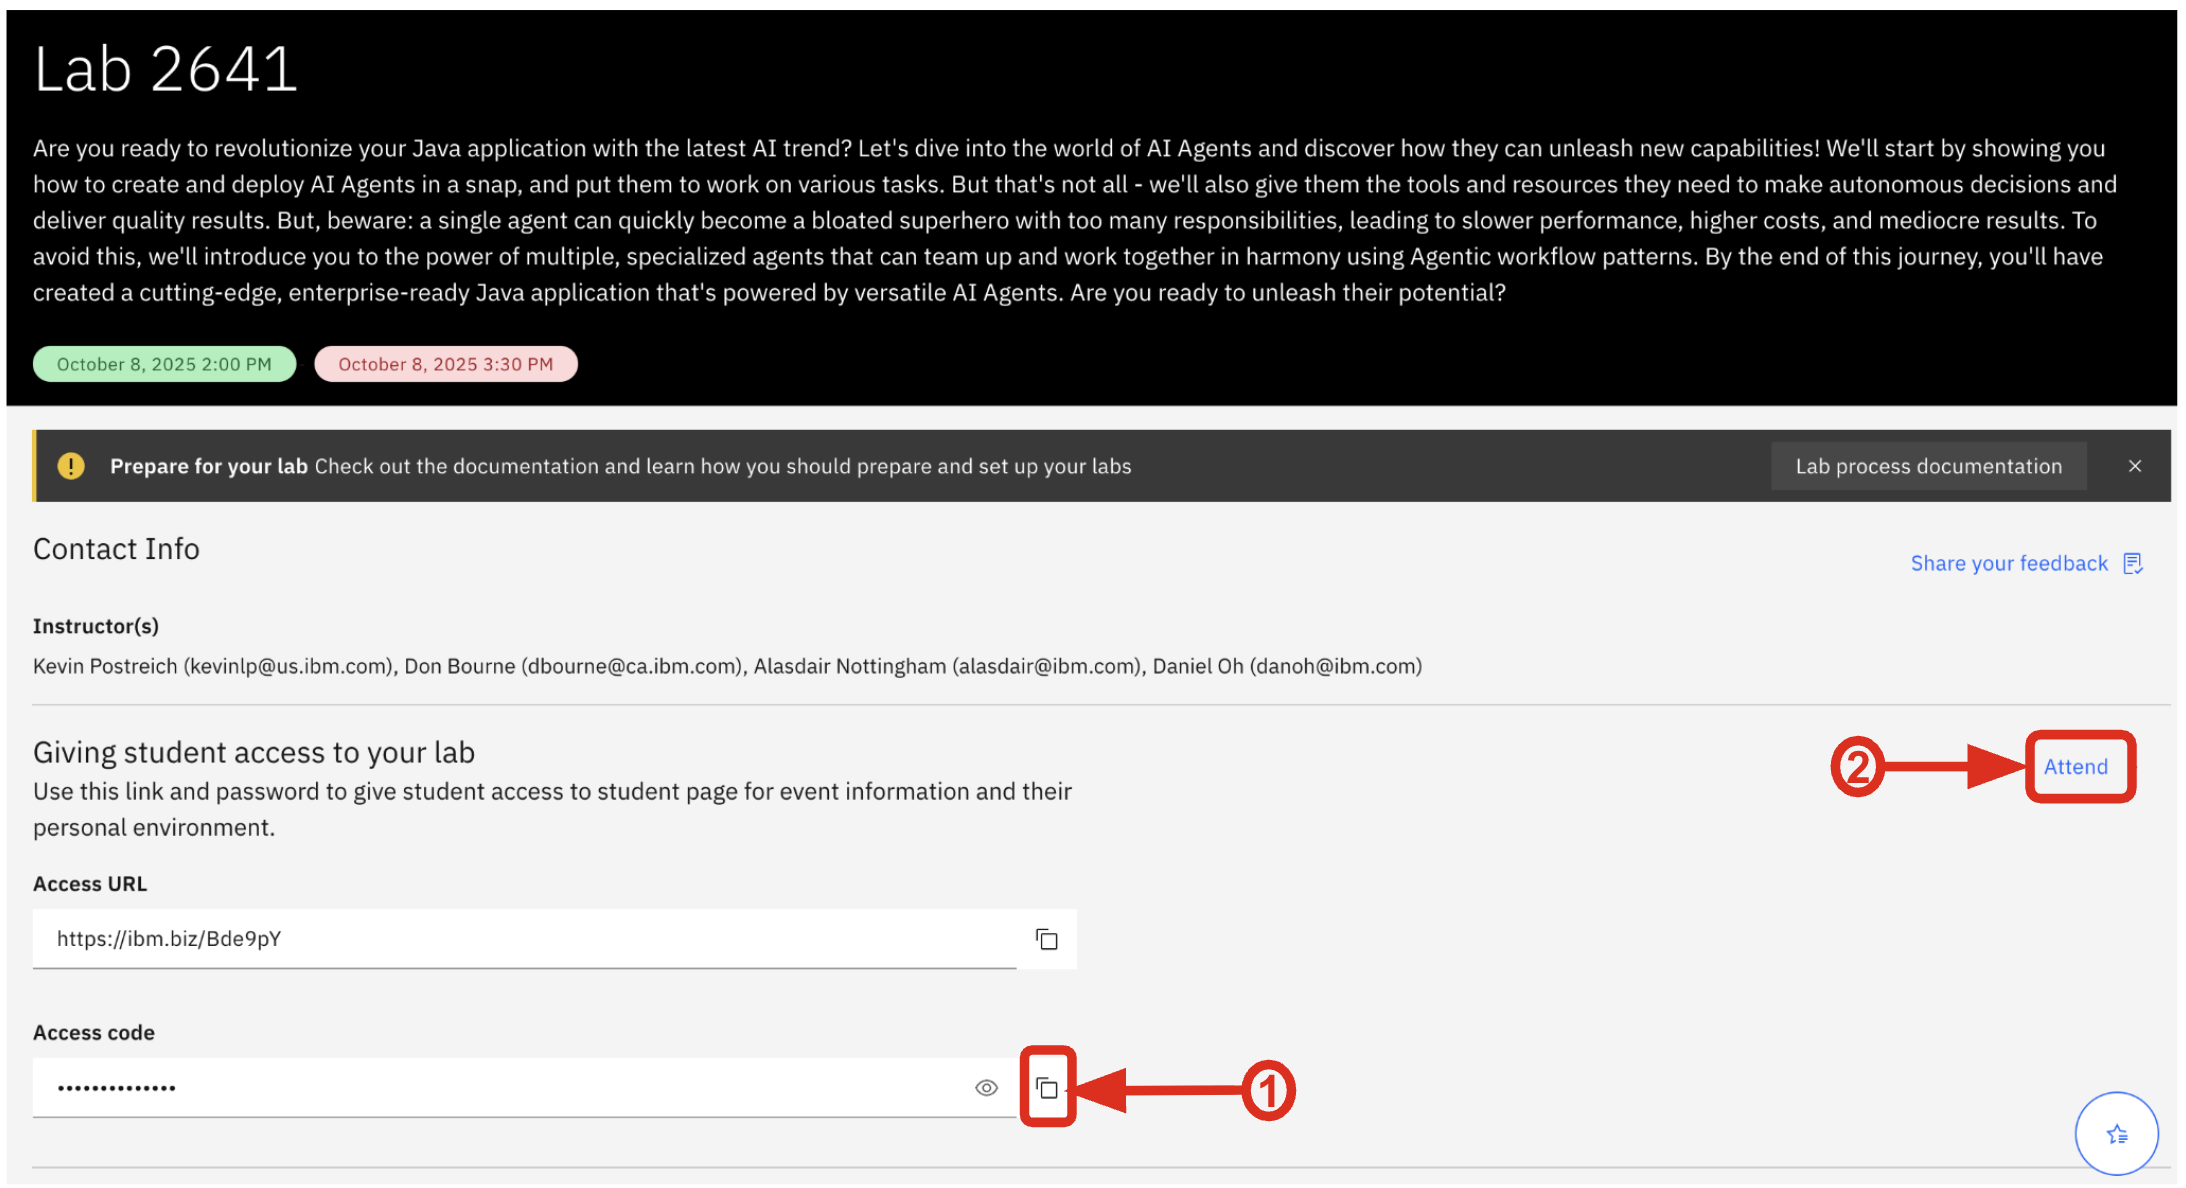 Lab 2641
Are you ready to revolutionize your Java application with the latest AI trend? Let's dive into the world of AI Agents and discover how they can unleash new capabilities! We'll start by showing you
how to create and deploy AI Agents in a snap, and put them to work on various tasks. But that's not all - we'll also give them the tools and resources they need to make autonomous decisions and
deliver quality results. But, beware: a single agent can quickly become a bloated superhero with too many responsibilities, leading to slower performance, higher costs, and mediocre results. To
avoid this, we'll introduce you to the power of multiple, specialized agents that can team up and work together in harmony using Agentic workflow patterns. By the end of this journey, you'll have
created a cutting-edge, enterprise-ready Java application that's powered by versatile AI Agents. Are you ready to unleash their potential?
October 8, 2025 2:00 PM October 8, 2025 3:30 PM
Prepare for your lab Check out the documentation and learn how you should prepare and set up your labs Lab process documentation
Contact Info
Share your feedback
Instructor(s)
Kevin Postreich (kevinlp@us.ibm.com), Don Bourne (dbourne@ca.ibm.com), Alasdair Nottingham (alasdair@ibm.com), Daniel Oh (danoh@ibm.com)
Giving student access to your lab
2 Attend
Use this link and password to give student access to student page for event information and their
personal environment.
Access URL
https://ibm.biz/Bde9pY
Access code
••••••••••••••
1